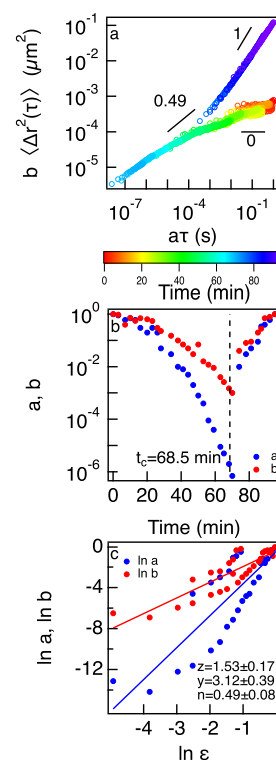 a
b ⟨Δr²(τ)⟩ (μm²)
10⁻¹
10⁻²
10⁻³
10⁻⁴
10⁻⁵
1
0.49
0
10⁻⁷ 10⁻⁴ 10⁻¹
aτ (s)
0 20 40 60 80
Time (min)
b
a, b
10⁰
10⁻²
10⁻⁴
10⁻⁶
t_c=68.5 min
a
b
0 20 40 60 80
Time (min)
c
ln a, ln b
0
-4
-8
-12
ln a
ln b
z=1.53±0.17
y=3.12±0.39
n=0.49±0.08
-4 -3 -2 -1
ln ε